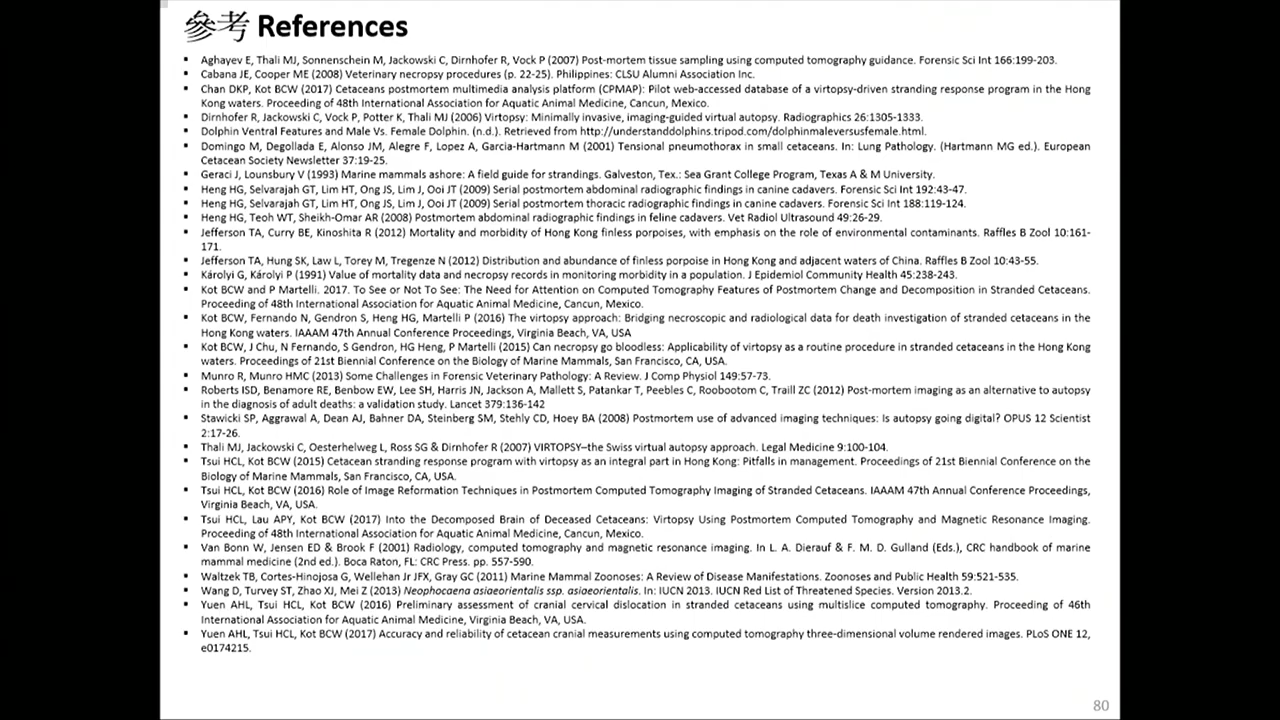 參考 References
▪ Aghayev E, Thali MJ, Sonnenschein M, Jackowski C, Dirnhofer R, Vock P (2007) Post-mortem tissue sampling using computed tomography guidance. Forensic Sci Int 166:199-203.
▪ Cabana JE, Cooper ME (2008) Veterinary necropsy procedures (p. 22-25). Philippines: CLSU Alumni Association Inc.
▪ Chan DKP, Kot BCW (2017) Cetaceans postmortem multimedia analysis platform (CPMAP): Pilot web-accessed database of a virtopsy-driven stranding response program in the Hong
Kong waters. Proceeding of 48th International Association for Aquatic Animal Medicine, Cancun, Mexico.
▪ Dirnhofer R, Jackowski C, Vock P, Potter K, Thali MJ (2006) Virtopsy: Minimally invasive, imaging-guided virtual autopsy. Radiographics 26:1305-1333.
▪ Dolphin Ventral Features and Male Vs. Female Dolphin. (n.d.). Retrieved from http://understanddolphins.tripod.com/dolphinmaleversusfemale.html.
▪ Domingo M, Degollada E, Alonso JM, Alegre F, Lopez A, Garcia-Hartmann M (2001) Tensional pneumothorax in small cetaceans. In: Lung Pathology. (Hartmann MG ed.). European
Cetacean Society Newsletter 37:19-25.
▪ Geraci J, Lounsbury V (1993) Marine mammals ashore: A field guide for strandings. Galveston, Tex.: Sea Grant College Program, Texas A & M University.
▪ Heng HG, Selvarajah GT, Lim HT, Ong JS, Lim J, Ooi JT (2009) Serial postmortem abdominal radiographic findings in canine cadavers. Forensic Sci Int 192:43-47.
▪ Heng HG, Selvarajah GT, Lim HT, Ong JS, Lim J, Ooi JT (2009) Serial postmortem thoracic radiographic findings in canine cadavers. Forensic Sci Int 188:119-124.
▪ Heng HG, Teoh WT, Sheikh-Omar AR (2008) Postmortem abdominal radiographic findings in feline cadavers. Vet Radiol Ultrasound 49:26-29.
▪ Jefferson TA, Curry BE, Kinoshita R (2012) Mortality and morbidity of Hong Kong finless porpoises, with emphasis on the role of environmental contaminants. Raffles B Zool 10:161-
171.
▪ Jefferson TA, Hung SK, Law L, Torey M, Tregenze N (2012) Distribution and abundance of finless porpoise in Hong Kong and adjacent waters of China. Raffles B Zool 10:43-55.
▪ Károlyi G, Károlyi P (1991) Value of mortality data and necropsy records in monitoring morbidity in a population. J Epidemiol Community Health 45:238-243.
▪ Kot BCW and P Martelli. 2017. To See or Not To See: The Need for Attention on Computed Tomography Features of Postmortem Change and Decomposition in Stranded Cetaceans.
Proceeding of 48th International Association for Aquatic Animal Medicine, Cancun, Mexico.
▪ Kot BCW, Fernando N, Gendron S, Heng HG, Martelli P (2016) The virtopsy approach: Bridging necroscopic and radiological data for death investigation of stranded cetaceans in the
Hong Kong waters. IAAAM 47th Annual Conference Proceedings, Virginia Beach, VA, USA
▪ Kot BCW, J Chu, N Fernando, S Gendron, HG Heng, P Martelli (2015) Can necropsy go bloodless: Applicability of virtopsy as a routine procedure in stranded cetaceans in the Hong Kong
waters. Proceedings of 21st Biennial Conference on the Biology of Marine Mammals, San Francisco, CA, USA.
▪ Munro R, Munro HMC (2013) Some Challenges in Forensic Veterinary Pathology: A Review. J Comp Physiol 149:57-73.
▪ Roberts ISD, Benamore RE, Benbow EW, Lee SH, Harris JN, Jackson A, Mallett S, Patankar T, Peebles C, Roobootom C, Traill ZC (2012) Post-mortem imaging as an alternative to autopsy
in the diagnosis of adult deaths: a validation study. Lancet 379:136-142
▪ Stawicki SP, Aggrawal A, Dean AJ, Bahner DA, Steinberg SM, Stehly CD, Hoey BA (2008) Postmortem use of advanced imaging techniques: Is autopsy going digital? OPUS 12 Scientist
2:17-26.
▪ Thali MJ, Jackowski C, Oesterhelweg L, Ross SG & Dirnhofer R (2007) VIRTOPSY–the Swiss virtual autopsy approach. Legal Medicine 9:100-104.
▪ Tsui HCL, Kot BCW (2015) Cetacean stranding response program with virtopsy as an integral part in Hong Kong: Pitfalls in management. Proceedings of 21st Biennial Conference on the
Biology of Marine Mammals, San Francisco, CA, USA.
▪ Tsui HCL, Kot BCW (2016) Role of Image Reformation Techniques in Postmortem Computed Tomography Imaging of Stranded Cetaceans. IAAAM 47th Annual Conference Proceedings,
Virginia Beach, VA, USA.
▪ Tsui HCL, Lau APY, Kot BCW (2017) Into the Decomposed Brain of Deceased Cetaceans: Virtopsy Using Postmortem Computed Tomography and Magnetic Resonance Imaging.
Proceeding of 48th International Association for Aquatic Animal Medicine, Cancun, Mexico.
▪ Van Bonn W, Jensen ED & Brook F (2001) Radiology, computed tomography and magnetic resonance imaging. In L. A. Dierauf & F. M. D. Gulland (Eds.), CRC handbook of marine
mammal medicine (2nd ed.). Boca Raton, FL: CRC Press. pp. 557-590.
▪ Waltzek TB, Cortes-Hinojosa G, Wellehan Jr JFX, Gray GC (2011) Marine Mammal Zoonoses: A Review of Disease Manifestations. Zoonoses and Public Health 59:521-535.
▪ Wang D, Turvey ST, Zhao XJ, Mei Z (2013) Neophocaena asiaeorientalis ssp. asiaeorientalis. In: IUCN 2013. IUCN Red List of Threatened Species. Version 2013.2.
▪ Yuen AHL, Tsui HCL, Kot BCW (2016) Preliminary assessment of cranial cervical dislocation in stranded cetaceans using multislice computed tomography. Proceeding of 46th
International Association for Aquatic Animal Medicine, Virginia Beach, VA, USA.
▪ Yuen AHL, Tsui HCL, Kot BCW (2017) Accuracy and reliability of cetacean cranial measurements using computed tomography three-dimensional volume rendered images. PLoS ONE 12,
e0174215.
80